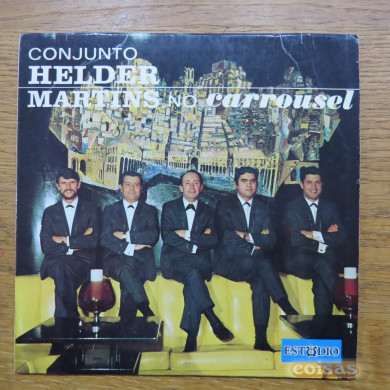 CONJUNTO
HELDER
MARTINS NO carrousel
ESTÚDIO
coisas